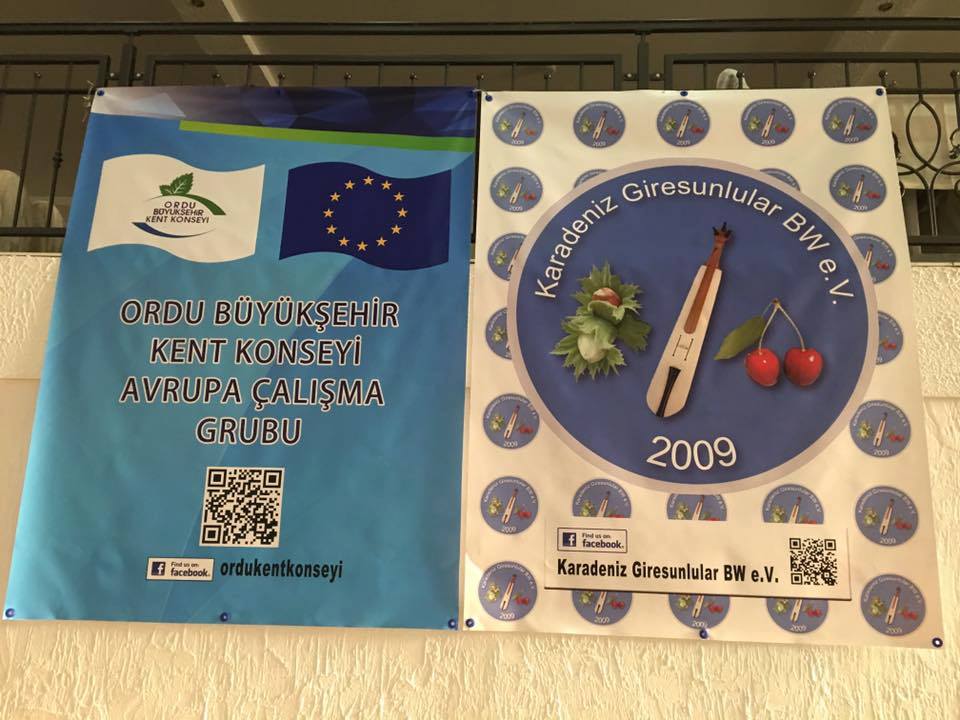 ORDU
BÜYÜKŞEHİR
KENT KONSEYİ
ORDU BÜYÜKŞEHİR
KENT KONSEYİ
AVRUPA ÇALIŞMA
GRUBU
Find us on:
facebook.
ordukentkonseyi
Karadeniz Giresunlular BW e.V.
2009
Find us on:
facebook.
Karadeniz Giresunlular BW e.V.